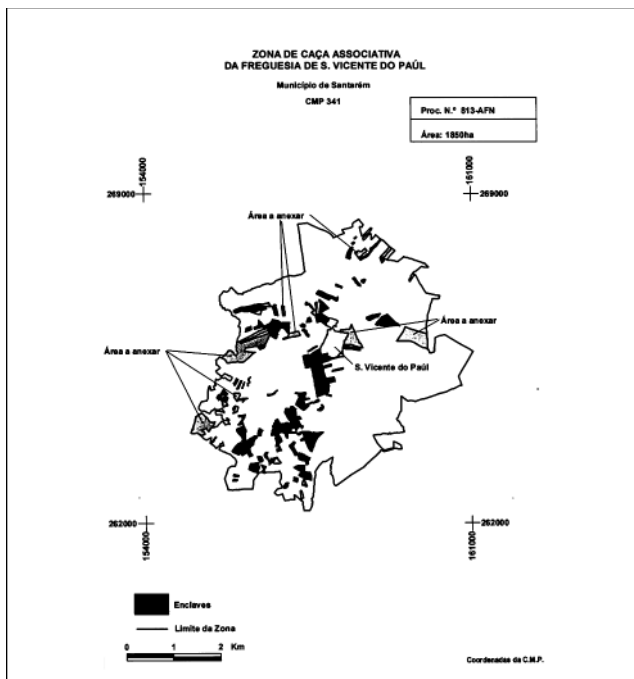 ZONA DE CAÇA ASSOCIATIVA
DA FREGUESIA DE S. VICENTE DO PAÚL
Município de Santarém
CMP 341
Proc. N.º 813-AFN
Área: 1850ha
154000
161000
269000
269000
Área a anexar
Área a anexar
Área a anexar
S. Vicente do Paúl
262000
262000
154000
161000
Enclaves
Limite da Zona
0 1 2 Km
Coordenadas da C.M.P.